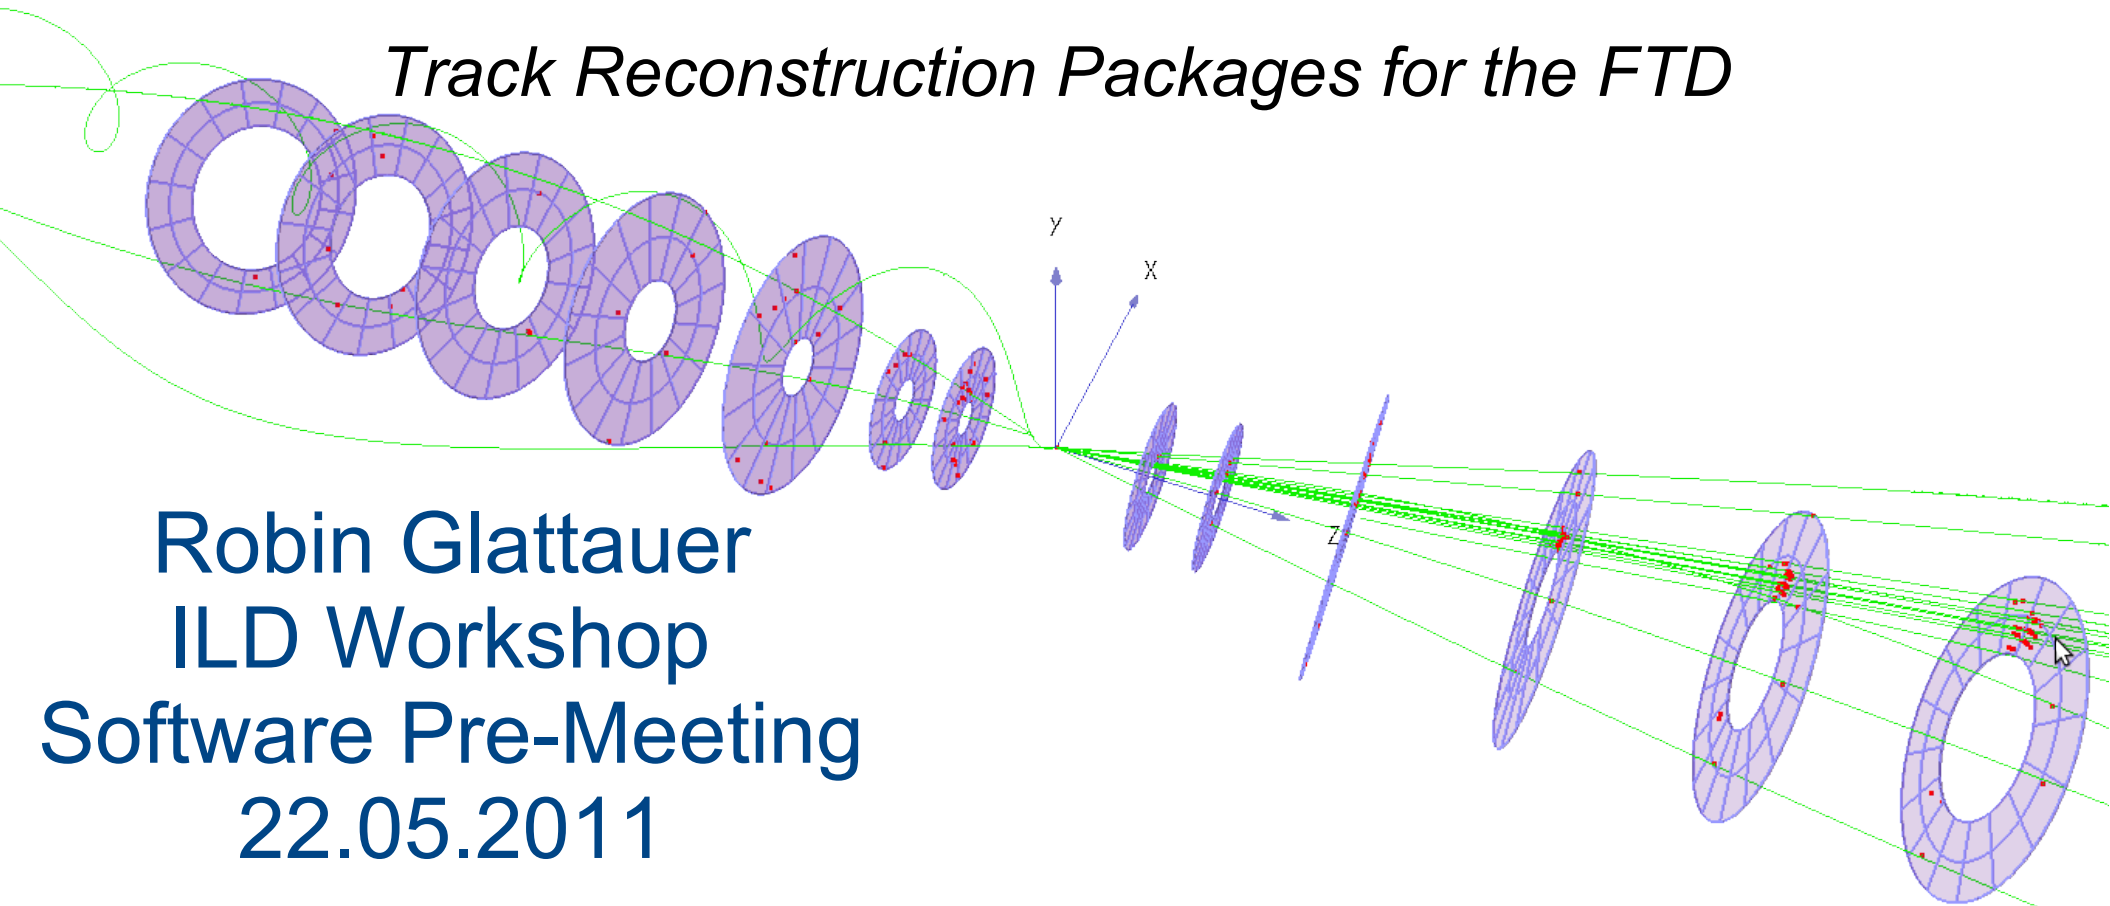 Track Reconstruction Packages for the FTD
y
X
Z
Robin Glattauer
ILD Workshop
Software Pre-Meeting
22.05.2011